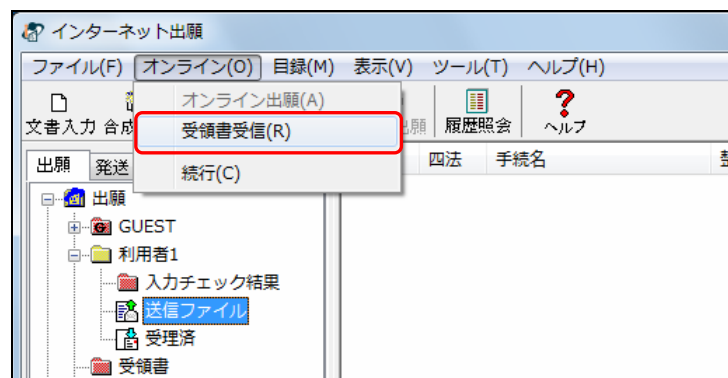 インターネット出願
ファイル(F) オンライン(O) 目録(M) 表示(V) ツール(T) ヘルプ(H)
オンライン出願(A)
文書入力 合成 受領書受信(R) 出願 履歴照会 ヘルプ
続行(C)
出願 発送 四法 手続名
出願
GUEST
利用者1
入力チェック結果
送信ファイル
受理済
受領書